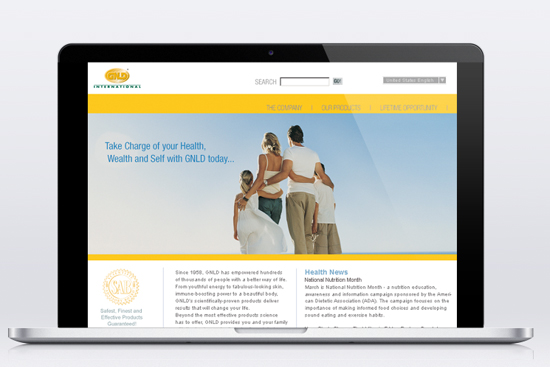 GNLD
INTERNATIONAL
SEARCH
GO
United States English
THE COMPANY | OUR PRODUCTS | LIFETIME OPPORTUNITY |
Take Charge of your Health,
Wealth and Self with GNLD today...
Safest, Finest and
Effective Products
Guaranteed!
Since 1958, GNLD has empowered hundreds
of thousands of people with a better way of life.
From youthful energy to fabulous-looking skin,
immune-boosting power to a beautiful body,
GNLD's scientifically-proven products deliver
results that will change your life.
Beyond the most effective products science
has to offer, GNLD provides you and your family
Health News
National Nutrition Month
March is National Nutrition Month - a nutrition education,
awareness and information campaign sponsored by the Ameri
can Dietetic Association (ADA). The campaign focuses on the
importance of making informed food choices and developing
sound eating and exercise habits.